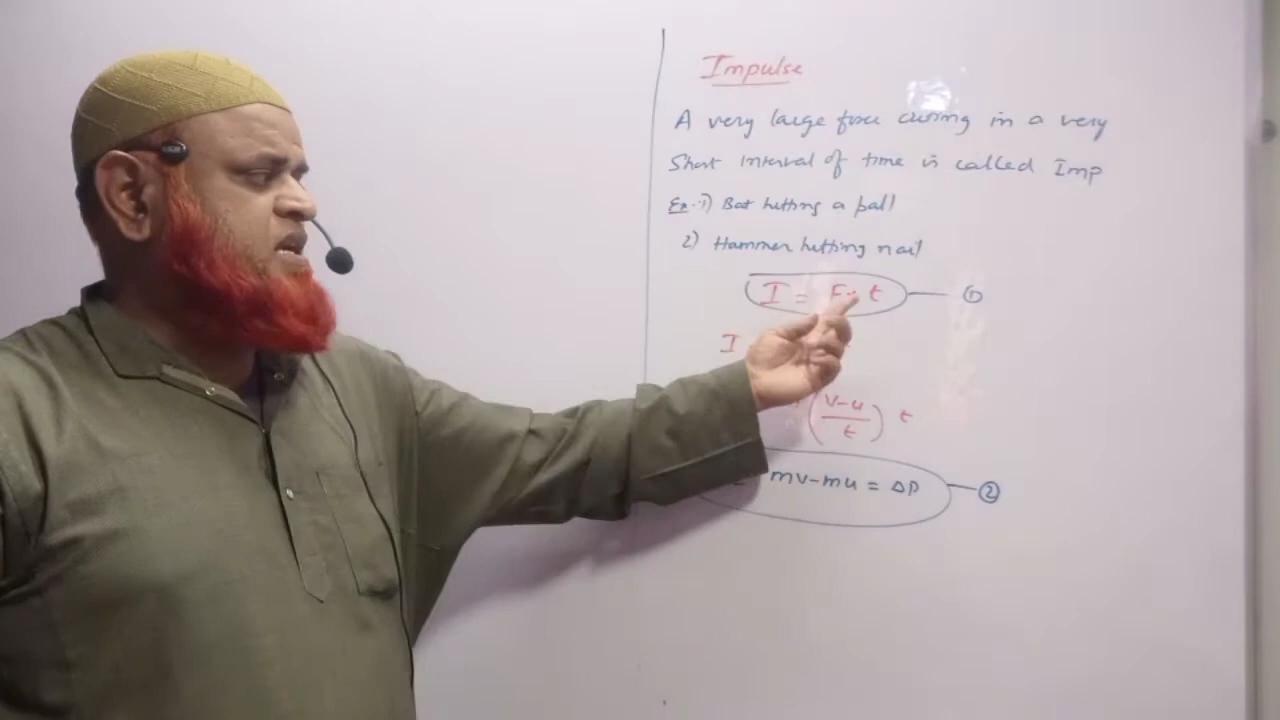 Impulse
A very large force acting in a very
Short interval of time is called Imp
Ex-1) Bat hitting a ball
2) Hammer hitting nail
I = F × t ①
I
(v-u/t) t
mv-mu = ΔP ②